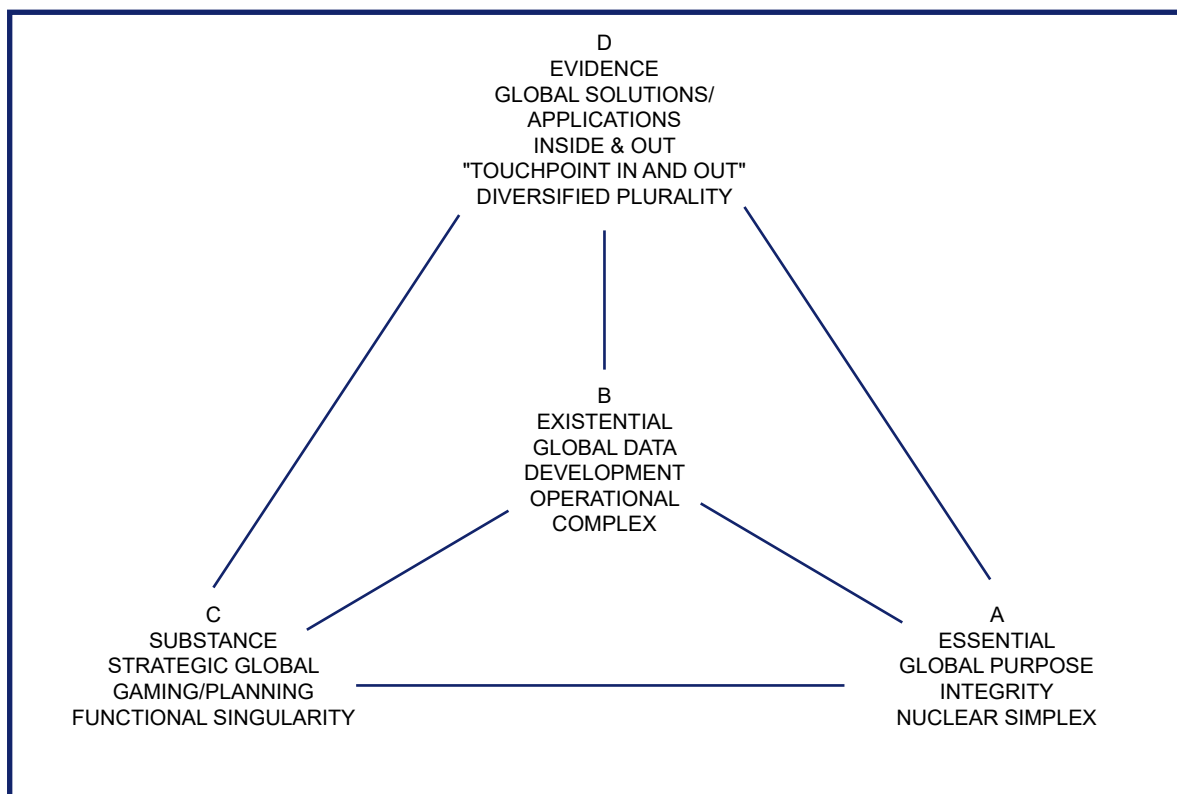 D
EVIDENCE
GLOBAL SOLUTIONS/
APPLICATIONS
INSIDE & OUT
"TOUCHPOINT IN AND OUT"
DIVERSIFIED PLURALITY
B
EXISTENTIAL
GLOBAL DATA
DEVELOPMENT
OPERATIONAL
COMPLEX
C
SUBSTANCE
STRATEGIC GLOBAL
GAMING/PLANNING
FUNCTIONAL SINGULARITY
A
ESSENTIAL
GLOBAL PURPOSE
INTEGRITY
NUCLEAR SIMPLEX